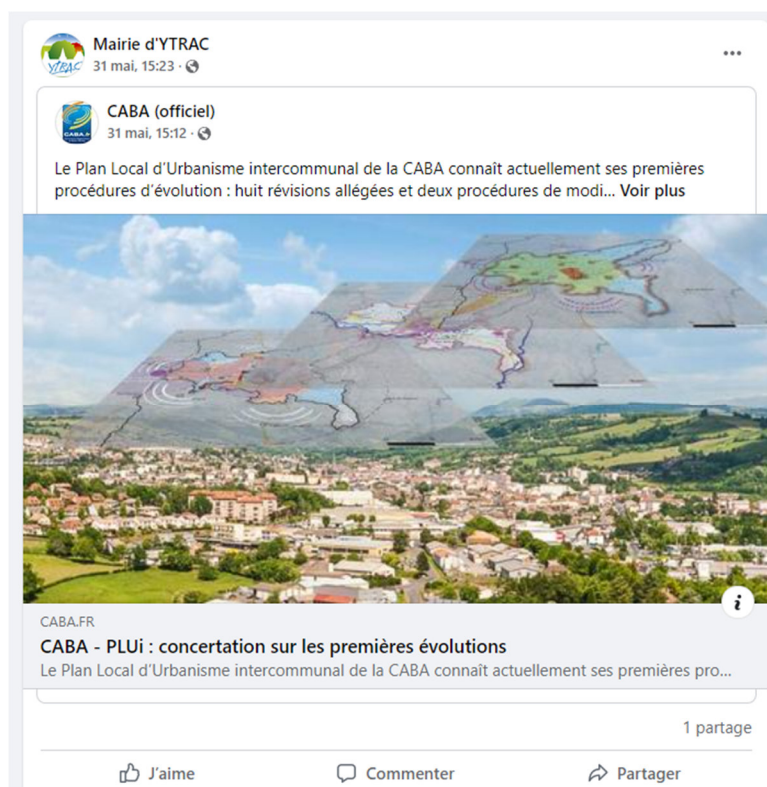 Mairie d'YTRAC
31 mai, 15:23 ·
YTRAC
CABA (officiel)
31 mai, 15:12 ·
CABA.fr
Le Plan Local d'Urbanisme intercommunal de la CABA connaît actuellement ses premières
procédures d'évolution : huit révisions allégées et deux procédures de modi... Voir plus
CABA.FR
CABA - PLUi : concertation sur les premières évolutions
Le Plan Local d'Urbanisme intercommunal de la CABA connaît actuellement ses premières pro...
1 partage
J'aime
Commenter
Partager